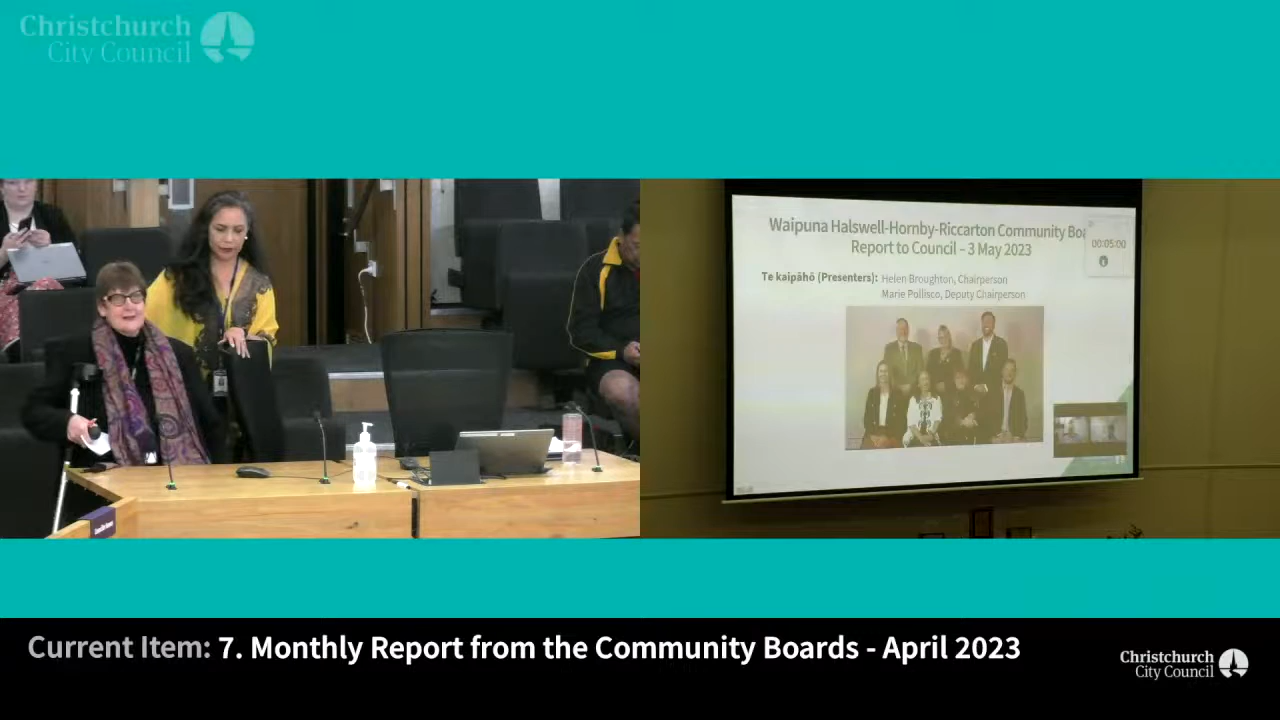 Christchurch
City Council
Waipuna Halswell-Hornby-Riccarton Community Boa
Report to Council – 3 May 2023
00:05:00
Te kaipāhō (Presenters): Helen Broughton, Chairperson
Marie Pollisco, Deputy Chairperson
Current Item: 7. Monthly Report from the Community Boards - April 2023
Christchurch
City Council